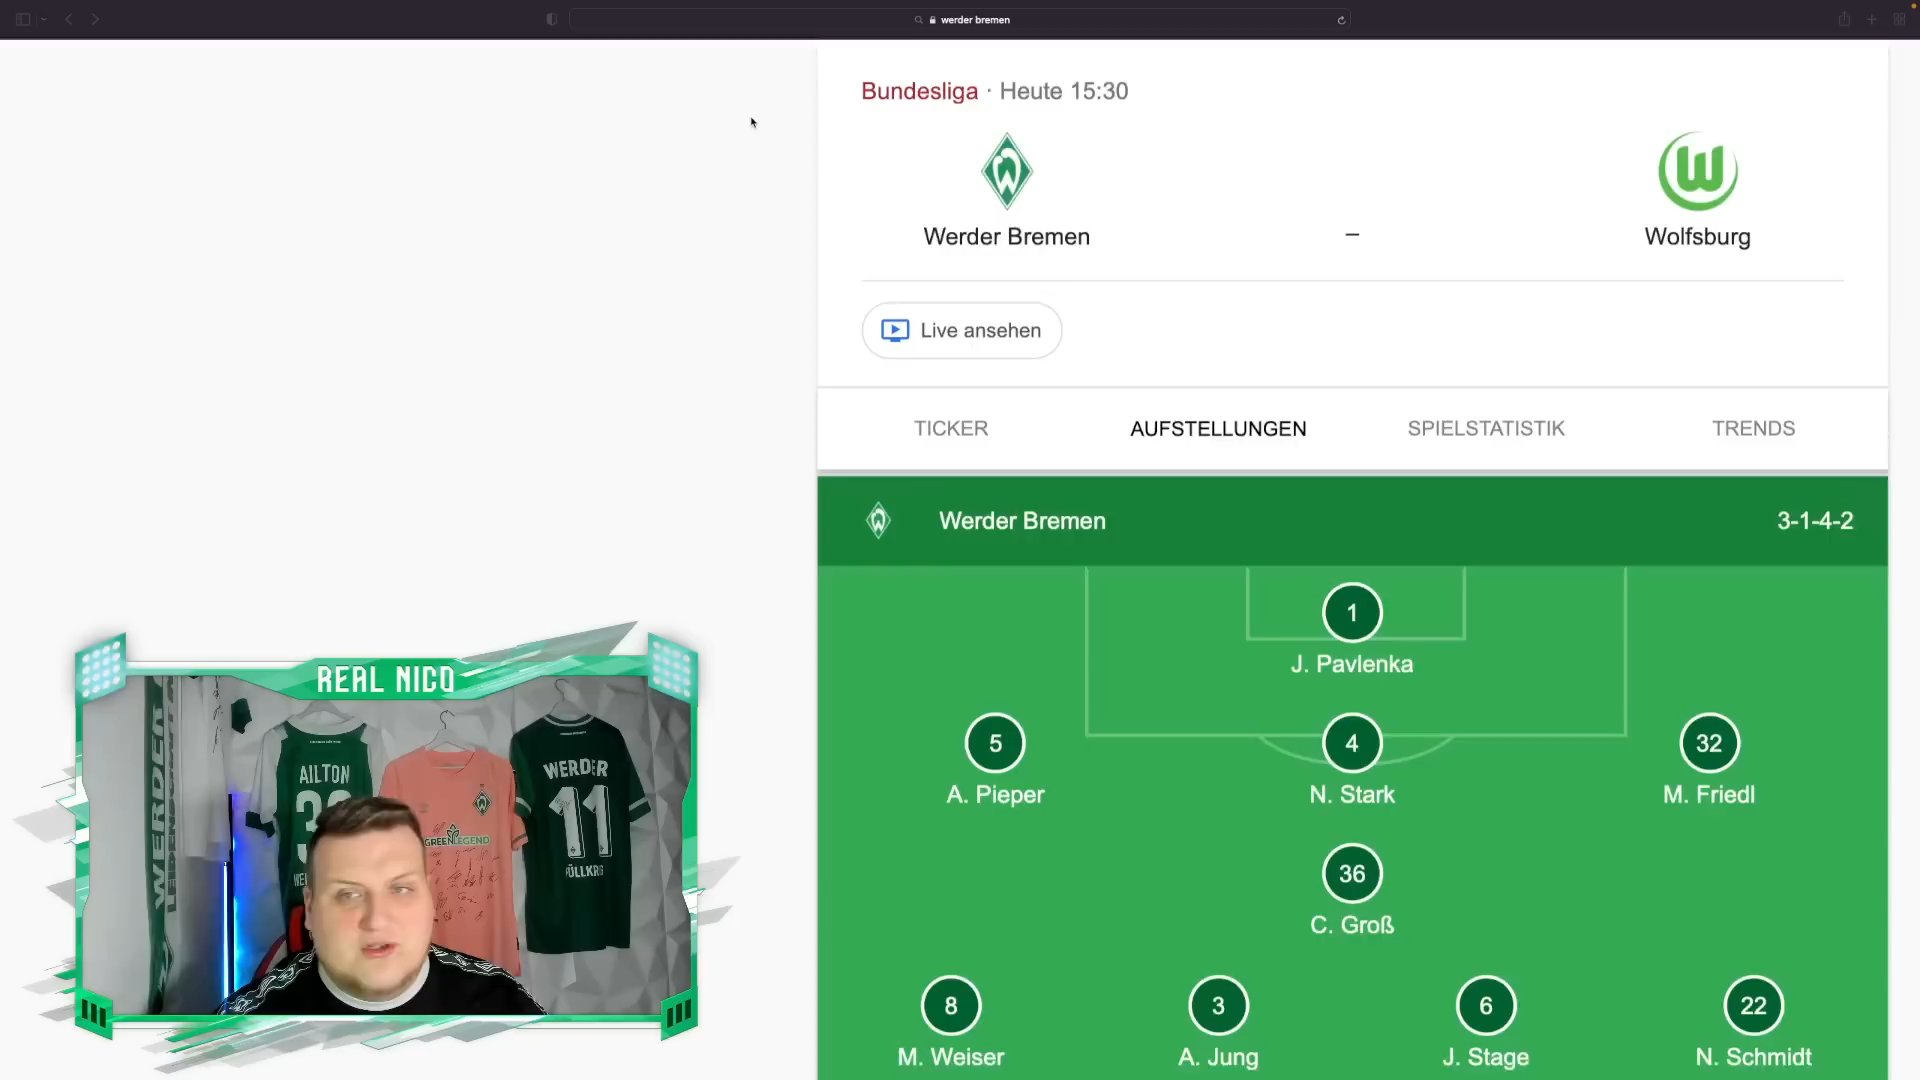 werder bremen
Bundesliga · Heute 15:30
Werder Bremen
–
Wolfsburg
Live ansehen
TICKER
AUFSTELLUNGEN
SPIELSTATISTIK
TRENDS
Werder Bremen
3-1-4-2
1
J. Pavlenka
5
A. Pieper
4
N. Stark
32
M. Friedl
36
C. Groß
8
M. Weiser
3
A. Jung
6
J. Stage
22
N. Schmidt
REAL NICO
WERDER
AILTON
GREENLEGEND
WERDER
11